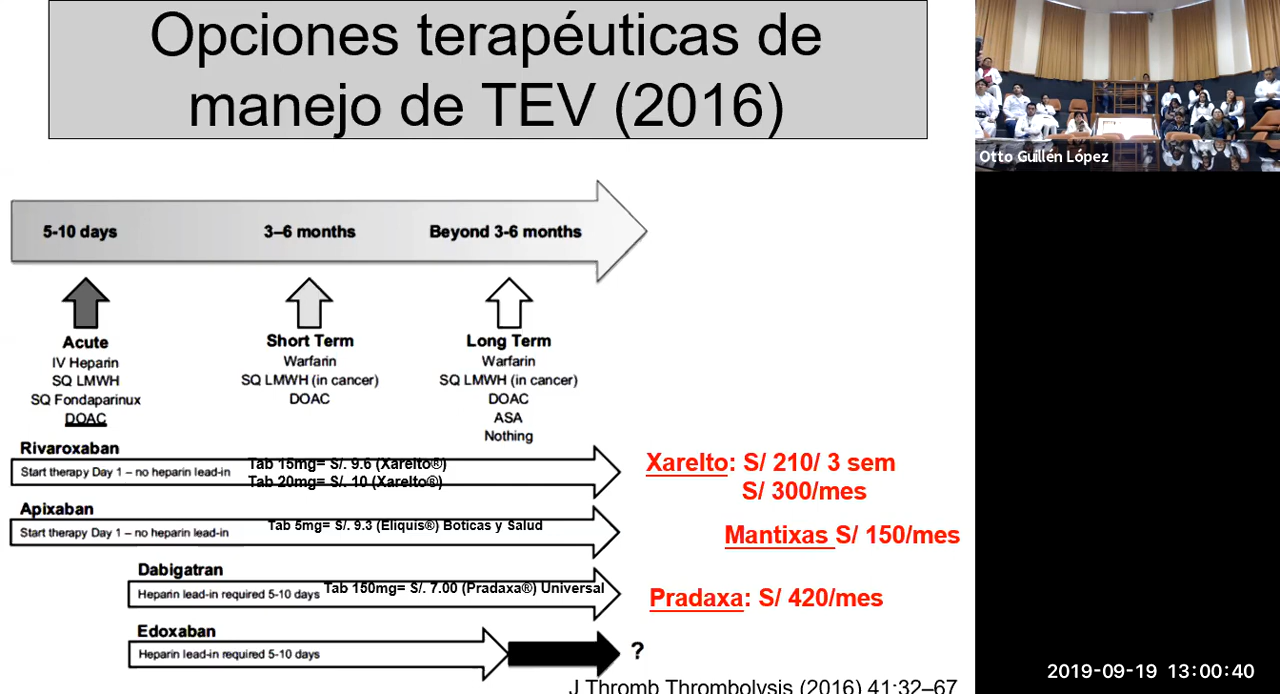 Opciones terapéuticas de
manejo de TEV (2016)
Otto Guillén López
5-10 days
3–6 months
Beyond 3-6 months
Acute
IV Heparin
SQ LMWH
SQ Fondaparinux
DOAC
Short Term
Warfarin
SQ LMWH (in cancer)
DOAC
Long Term
Warfarin
SQ LMWH (in cancer)
DOAC
ASA
Nothing
Rivaroxaban
Start therapy Day 1 – no heparin lead-in
Tab 15mg= S/. 9.6 (Xarelto®)
Tab 20mg= S/. 10 (Xarelto®)
Xarelto: S/ 210/ 3 sem
S/ 300/mes
Apixaban
Start therapy Day 1 – no heparin lead-in
Tab 5mg= S/. 9.3 (Eliquis®) Boticas y Salud
Mantixas S/ 150/mes
Dabigatran
Heparin lead-in required 5-10 days
Tab 150mg= S/. 7.00 (Pradaxa®) Universal
Pradaxa: S/ 420/mes
Edoxaban
Heparin lead-in required 5-10 days
?
J Thromb Thrombolysis (2016) 41:32–67
2019-09-19 13:00:40